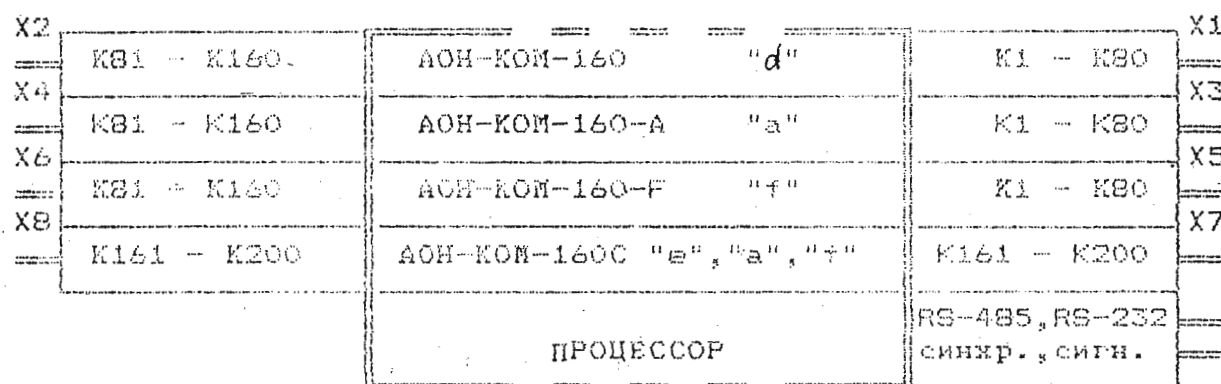 X2 X1
K81 - K160 АОН-КОМ-160 "d" K1 - K80
X4 X3
K81 - K160 АОН-КОМ-160-А "a" K1 - K80
X6 X5
K81 - K160 АОН-КОМ-160-F "f" K1 - K80
X8 X7
K161 - K200 АОН-КОМ-160С "e","a","f" K161 - K200
RS-485,RS-232
ПРОЦЕССОР синхр.,сигн.